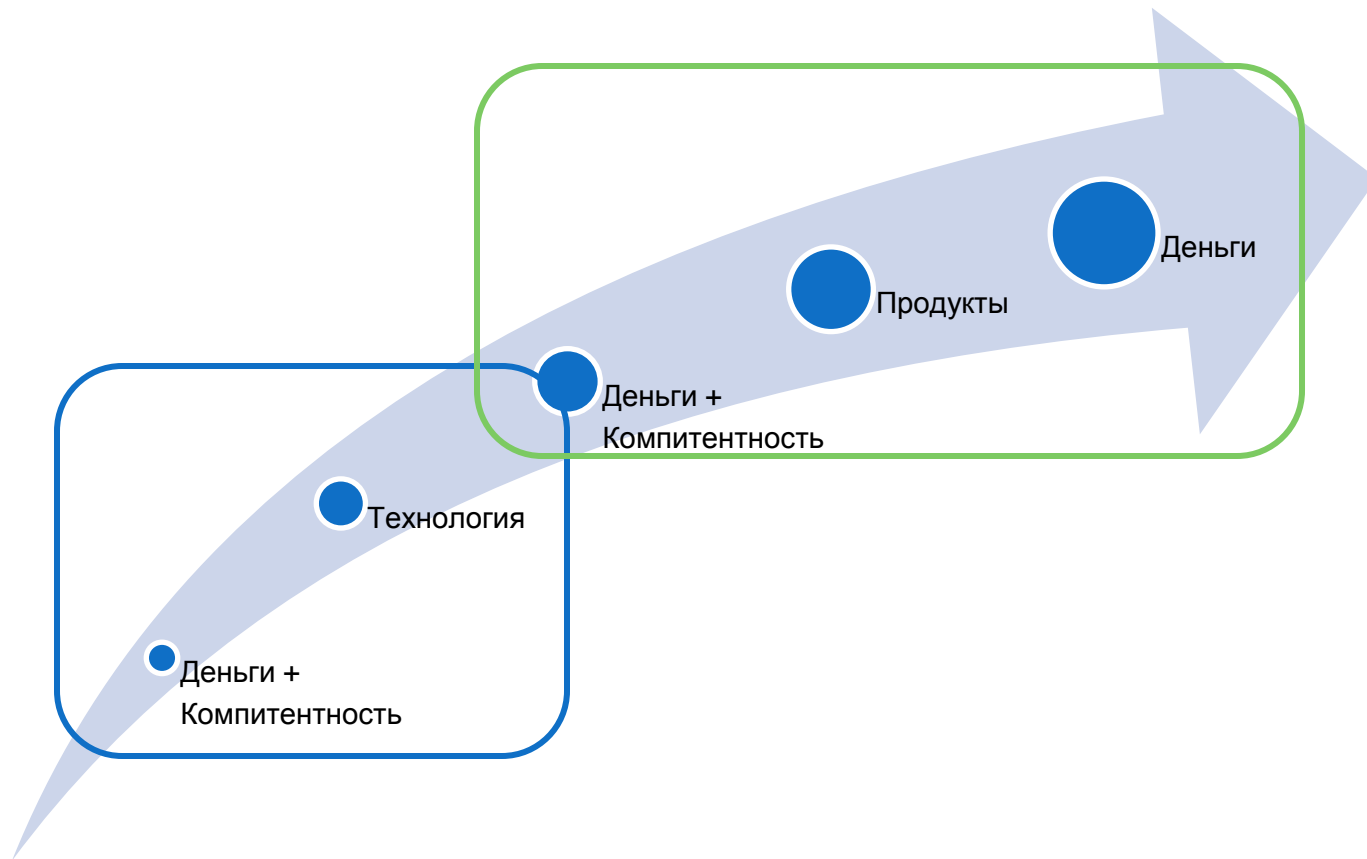 Деньги
Продукты
Деньги +
Компитентность
Технология
Деньги +
Компитентность